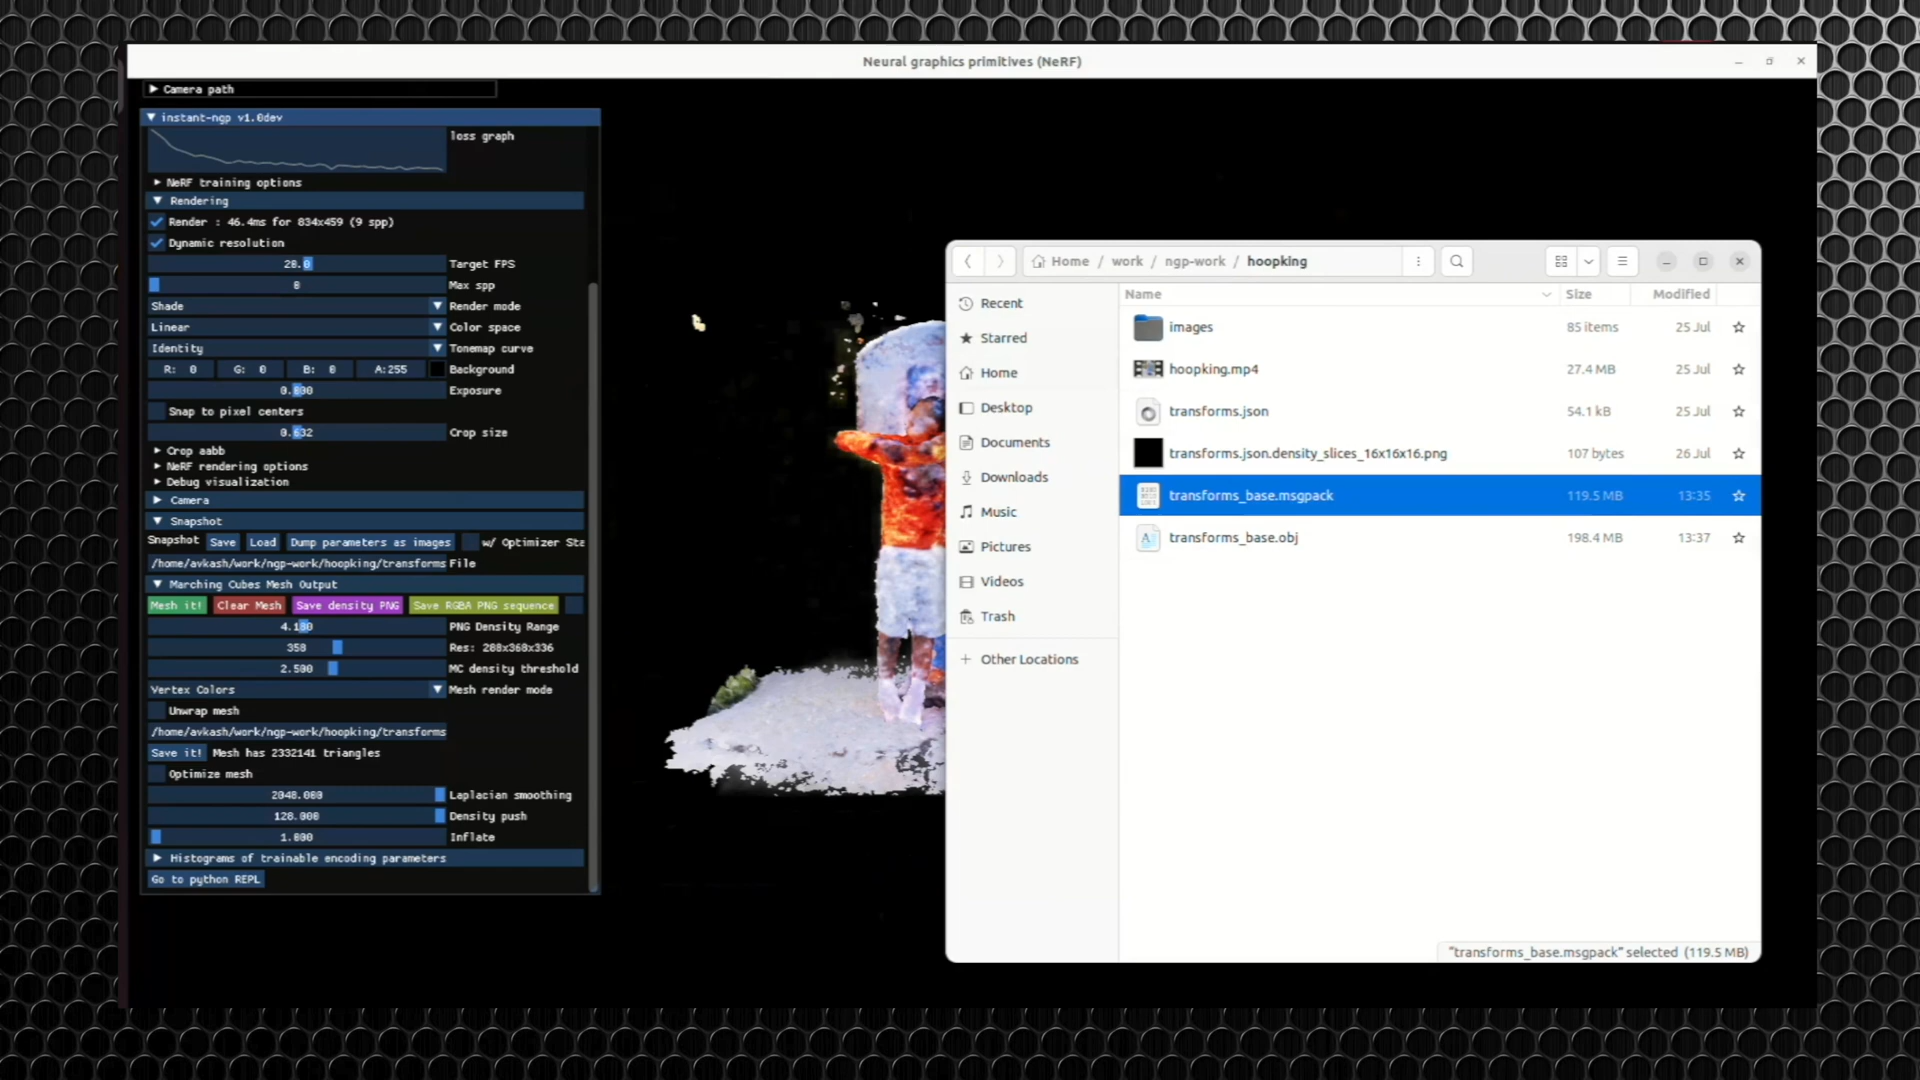 Neural graphics primitives (NeRF)
Camera path
instant-ngp v1.0dev
loss graph
NeRF training options
Rendering
Render : 46.4ms for 834x459 (9 spp)
Dynamic resolution
28.0 Target FPS
0 Max spp
Shade Render mode
Linear Color space
Identity Tonemap curve
R: 0 G: 0 B: 0 A:255 Background
0.800 Exposure
Snap to pixel centers
0.632 Crop size
Crop aabb
NeRF rendering options
Debug visualization
Camera
Snapshot
Snapshot Save Load Dump parameters as images w/ Optimizer Sta
/home/avkash/work/ngp-work/hoopking/transforms File
Marching Cubes Mesh Output
Mesh it! Clear Mesh Save density PNG Save RGBA PNG sequence
4.180 PNG Density Range
358 Res: 288x368x336
2.500 MC density threshold
Vertex Colors Mesh render mode
Unwrap mesh
/home/avkash/work/ngp-work/hoopking/transforms
Save it! Mesh has 2332141 triangles
Optimize mesh
2048.000 Laplacian smoothing
128.000 Density push
1.000 Inflate
Histograms of trainable encoding parameters
Go to python REPL
Home / work / ngp-work / hoopking
Recent
Starred
Home
Desktop
Documents
Downloads
Music
Pictures
Videos
Trash
+ Other Locations
Name Size Modified
images 85 items 25 Jul
hoopking.mp4 27.4 MB 25 Jul
transforms.json 54.1 kB 25 Jul
transforms.json.density_slices_16x16x16.png 107 bytes 26 Jul
transforms_base.msgpack 119.5 MB 13:35
transforms_base.obj 198.4 MB 13:37
"transforms_base.msgpack" selected (119.5 MB)